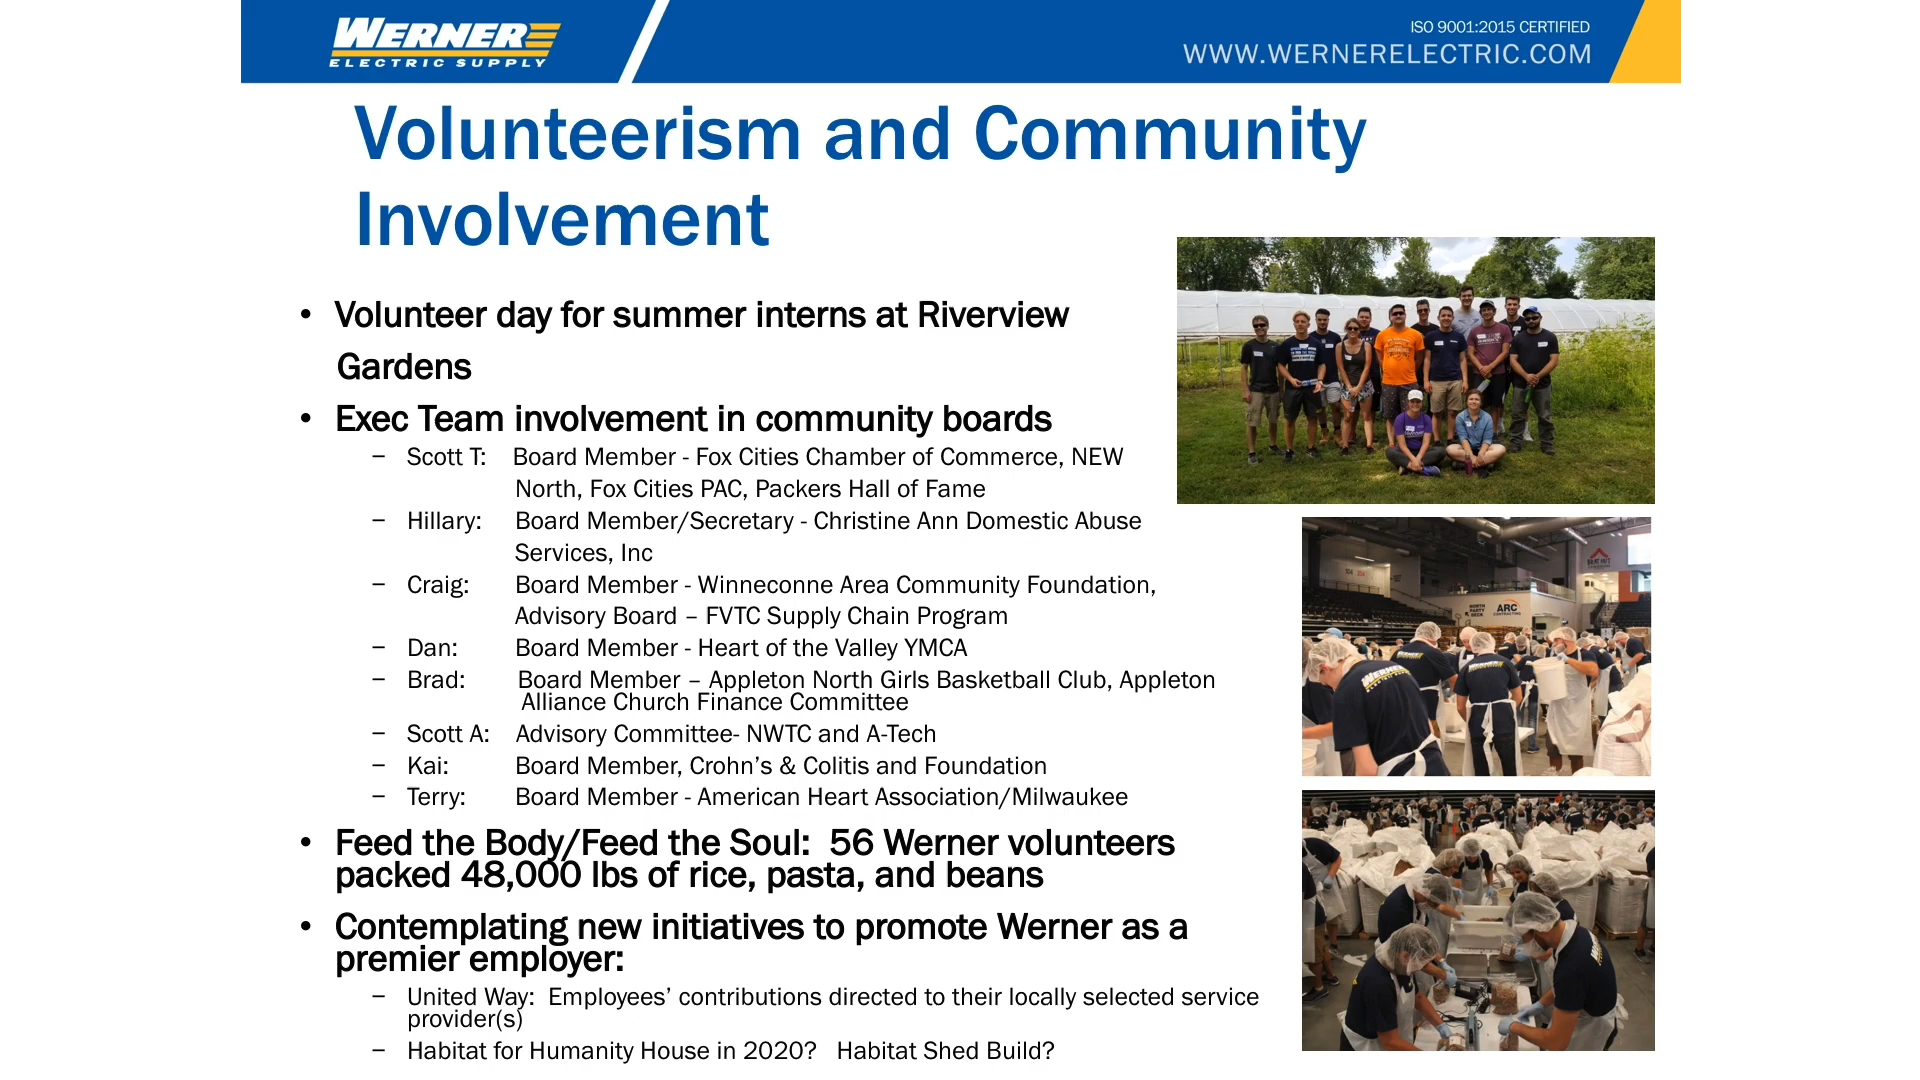 WERNER
ELECTRIC SUPPLY
ISO 9001:2015 CERTIFIED
WWW.WERNERELECTRIC.COM
Volunteerism and Community
Involvement
• Volunteer day for summer interns at Riverview
Gardens
• Exec Team involvement in community boards
– Scott T: Board Member - Fox Cities Chamber of Commerce, NEW
North, Fox Cities PAC, Packers Hall of Fame
– Hillary: Board Member/Secretary - Christine Ann Domestic Abuse
Services, Inc
– Craig: Board Member - Winneconne Area Community Foundation,
Advisory Board – FVTC Supply Chain Program
– Dan: Board Member - Heart of the Valley YMCA
– Brad: Board Member – Appleton North Girls Basketball Club, Appleton
Alliance Church Finance Committee
– Scott A: Advisory Committee- NWTC and A-Tech
– Kai: Board Member, Crohn’s & Colitis and Foundation
– Terry: Board Member - American Heart Association/Milwaukee
• Feed the Body/Feed the Soul: 56 Werner volunteers
packed 48,000 lbs of rice, pasta, and beans
• Contemplating new initiatives to promote Werner as a
premier employer:
– United Way: Employees’ contributions directed to their locally selected service
provider(s)
– Habitat for Humanity House in 2020? Habitat Shed Build?
NORTH
PARTY
DECK
ARC
CONTRACTING
WERNER